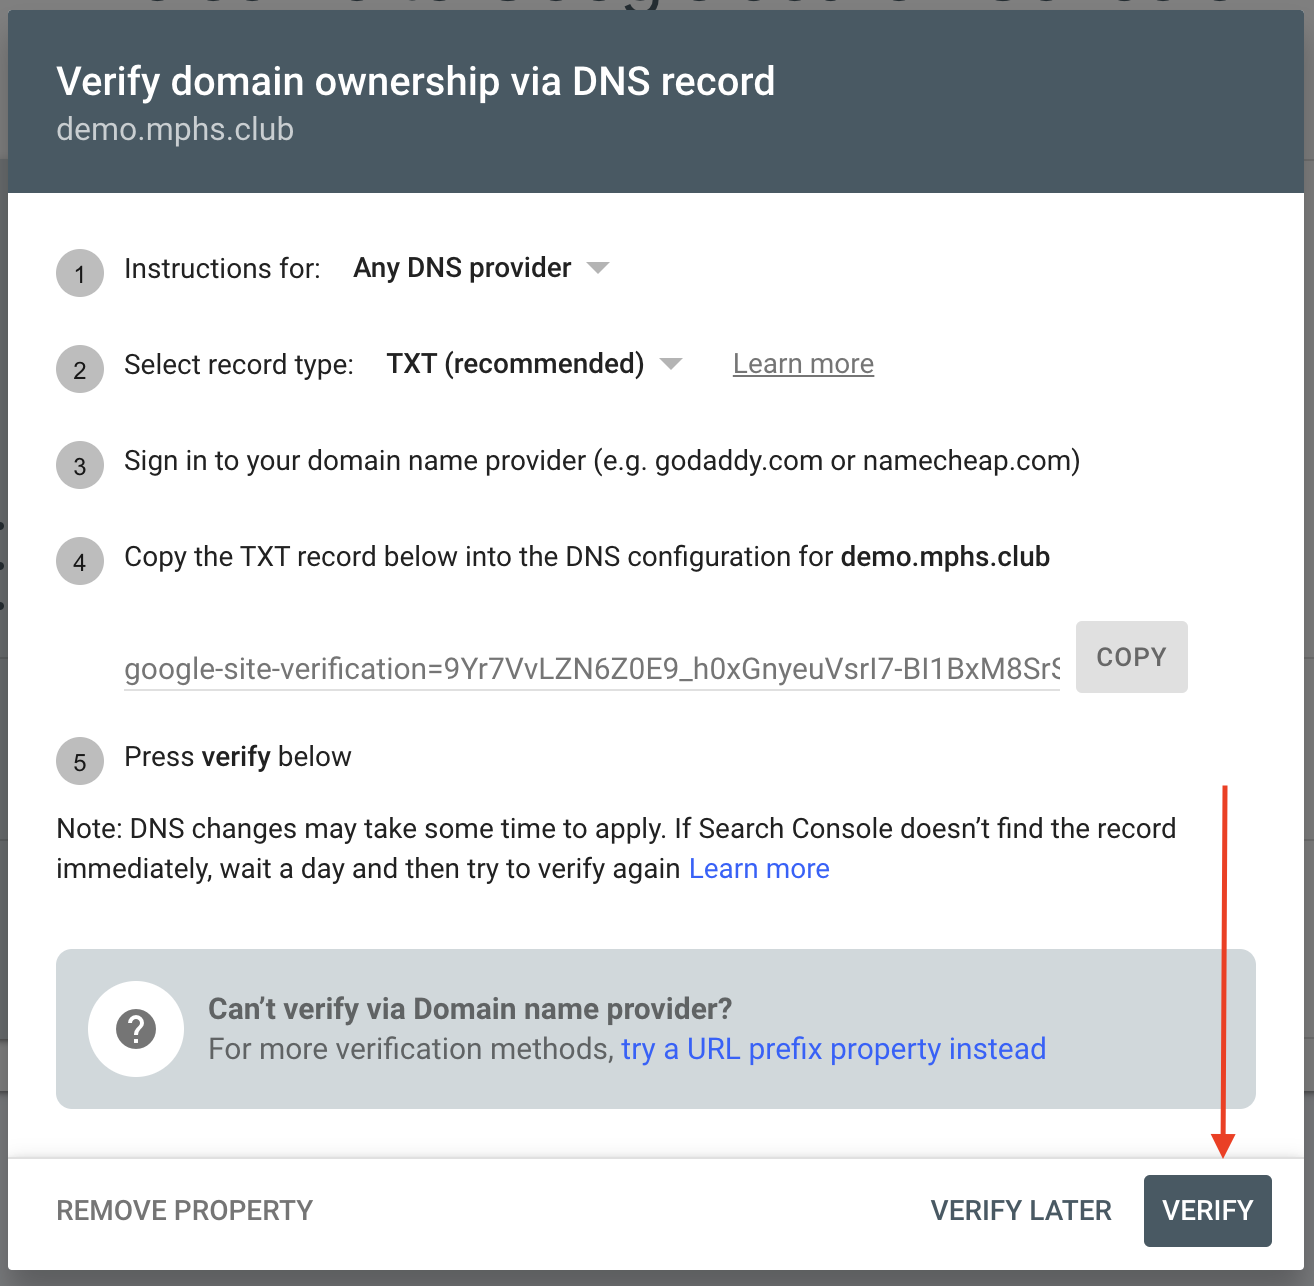 Verify domain ownership via DNS record
demo.mphs.club
1 Instructions for: Any DNS provider
2 Select record type: TXT (recommended) Learn more
3 Sign in to your domain name provider (e.g. godaddy.com or namecheap.com)
4 Copy the TXT record below into the DNS configuration for demo.mphs.club
google-site-verification=9Yr7VvLZN6Z0E9_h0xGnyeuVsrI7-BI1BxM8Sr COPY
5 Press verify below
Note: DNS changes may take some time to apply. If Search Console doesn’t find the record
immediately, wait a day and then try to verify again Learn more
?
Can’t verify via Domain name provider?
For more verification methods, try a URL prefix property instead
REMOVE PROPERTY VERIFY LATER VERIFY